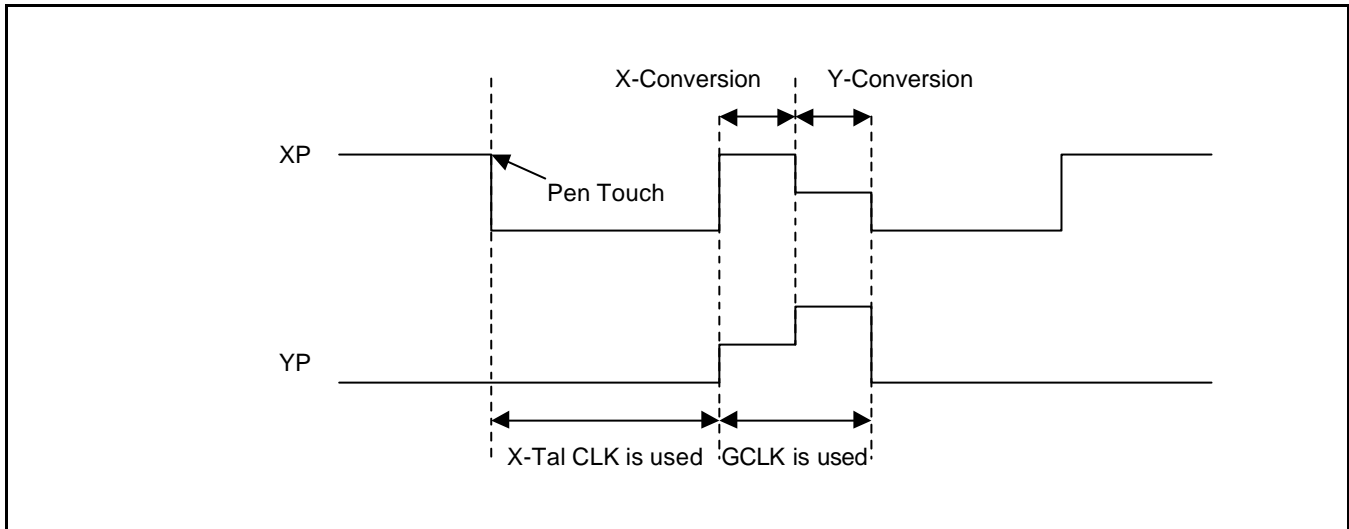 X-Conversion
Y-Conversion
XP
Pen Touch
YP
X-Tal CLK is used
GCLK is used